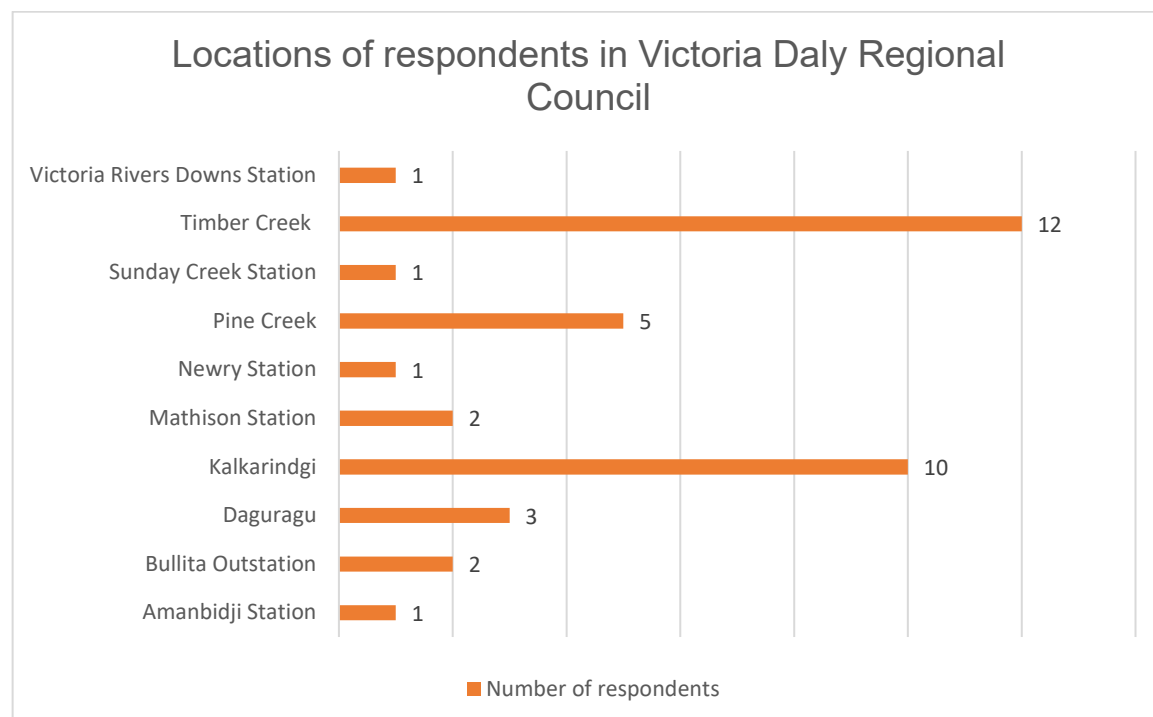 Locations of respondents in Victoria Daly Regional
Council
Victoria Rivers Downs Station 1
Timber Creek 12
Sunday Creek Station 1
Pine Creek 5
Newry Station 1
Mathison Station 2
Kalkarindgi 10
Daguragu 3
Bullita Outstation 2
Amanbidji Station 1
Number of respondents